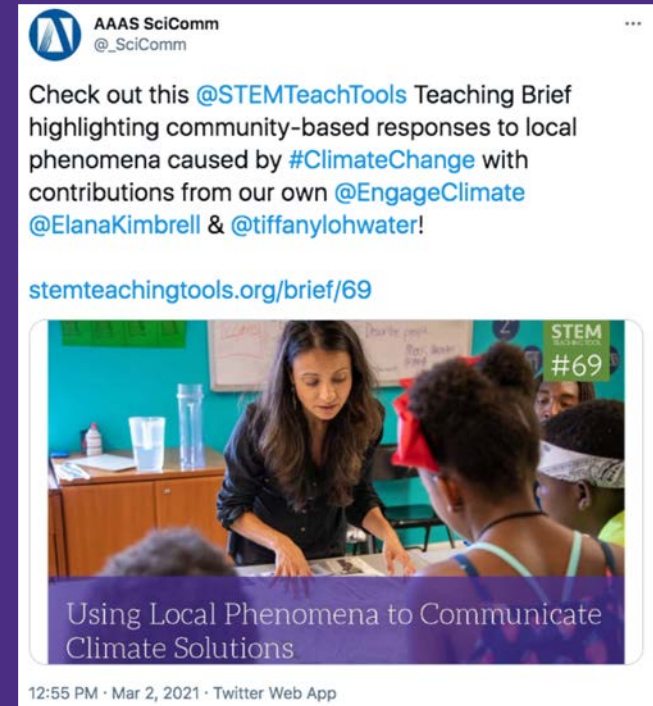 AAAS SciComm
@_SciComm
Check out this @STEMTeachTools Teaching Brief
highlighting community-based responses to local
phenomena caused by #ClimateChange with
contributions from our own @EngageClimate
@ElanaKimbrell & @tiffanylohwater!
stemteachingtools.org/brief/69
STEM
TEACHING TOOL
#69
Using Local Phenomena to Communicate
Climate Solutions
12:55 PM · Mar 2, 2021 · Twitter Web App